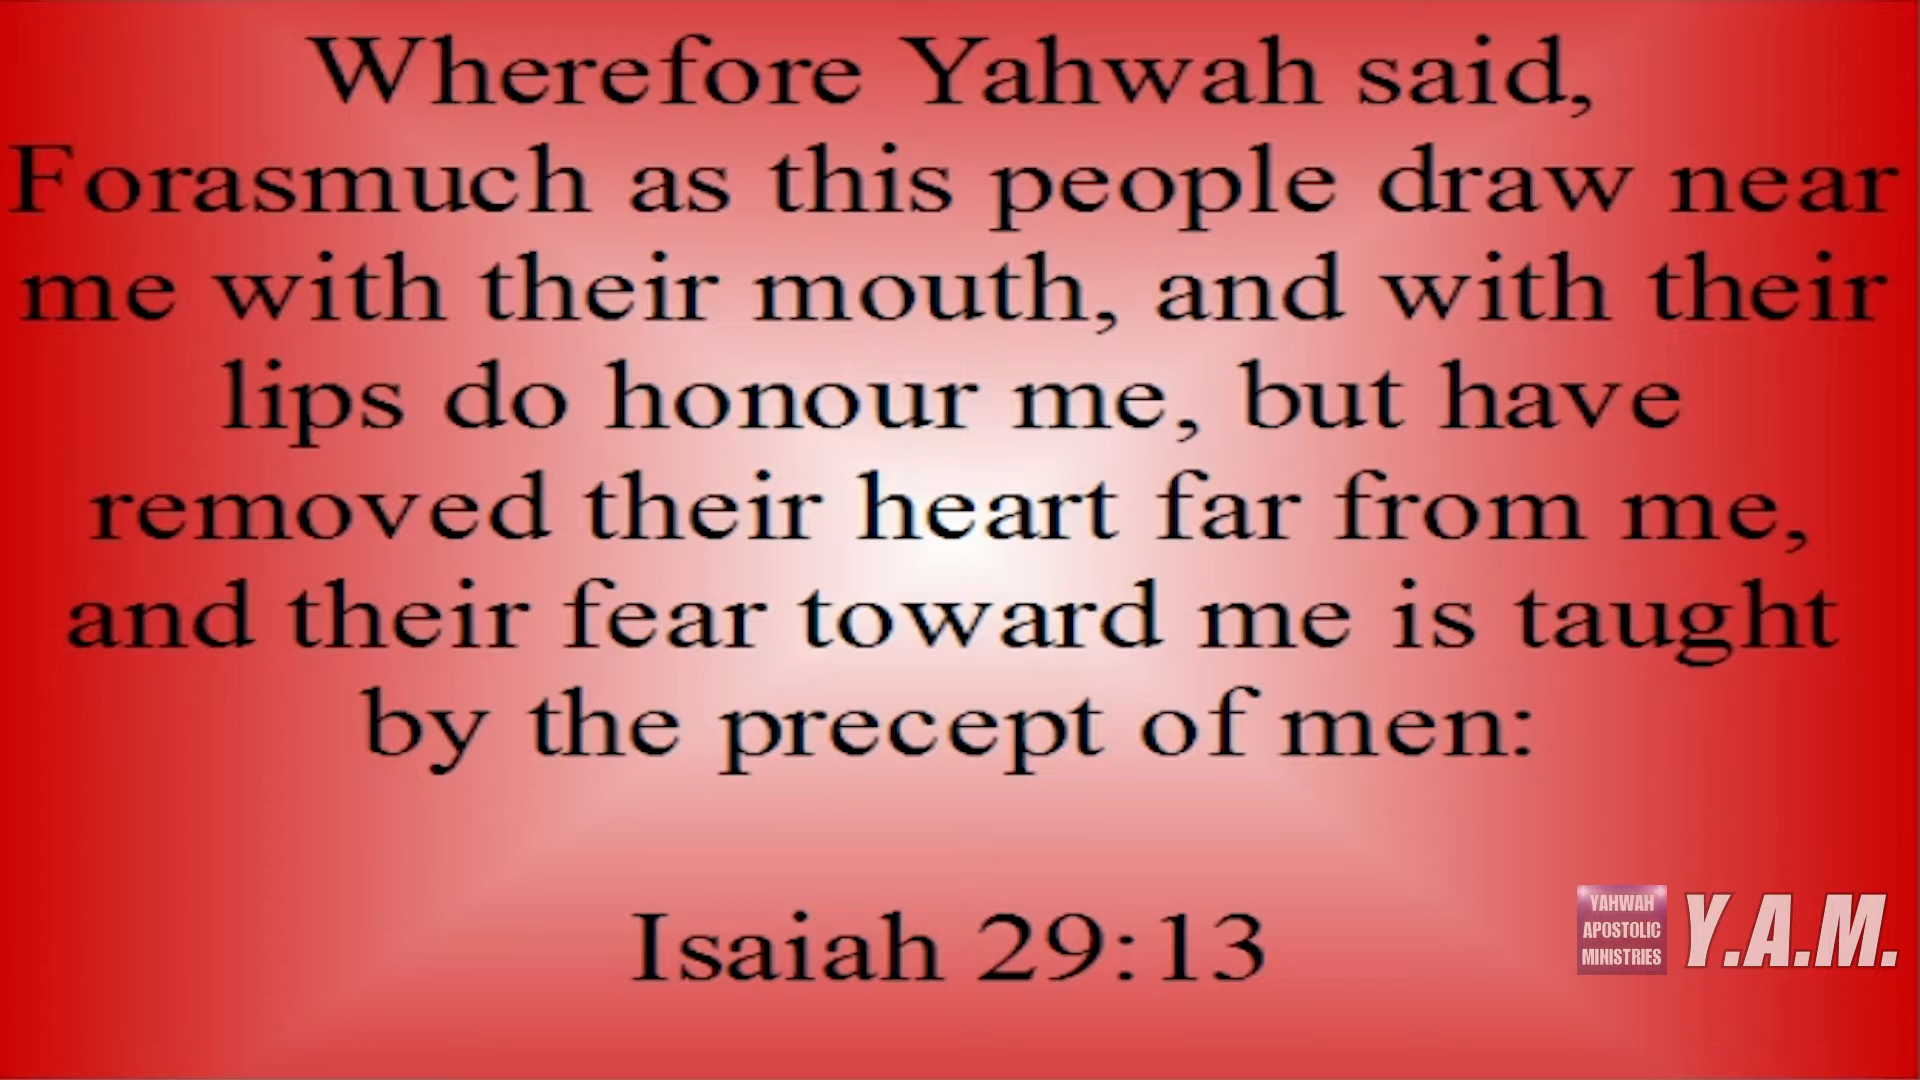 Wherefore Yahwah said,
Forasmuch as this people draw near
me with their mouth, and with their
lips do honour me, but have
removed their heart far from me,
and their fear toward me is taught
by the precept of men:
Isaiah 29:13
YAHWAH
APOSTOLIC
MINISTRIES
Y.A.M.